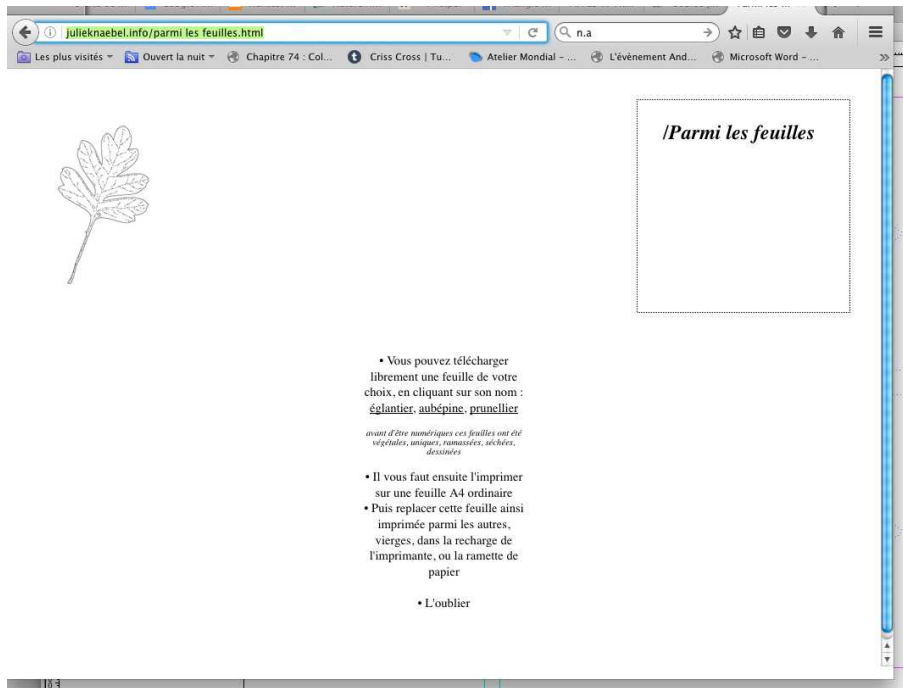 julieknaebel.info/parmi les feuilles.html
n.a
Les plus visités
Ouvert la nuit
Chapitre 74 : Col...
Criss Cross | Tu...
Atelier Mondial – ...
L'évènement And...
Microsoft Word – ...
/Parmi les feuilles
• Vous pouvez télécharger
librement une feuille de votre
choix, en cliquant sur son nom :
églantier, aubépine, prunellier
avant d'être numériques ces feuilles ont été
végétales, uniques, ramassées, séchées,
dessinées
• Il vous faut ensuite l'imprimer
sur une feuille A4 ordinaire
• Puis replacer cette feuille ainsi
imprimée parmi les autres,
vierges, dans la recharge de
l'imprimante, ou la ramette de
papier
• L'oublier